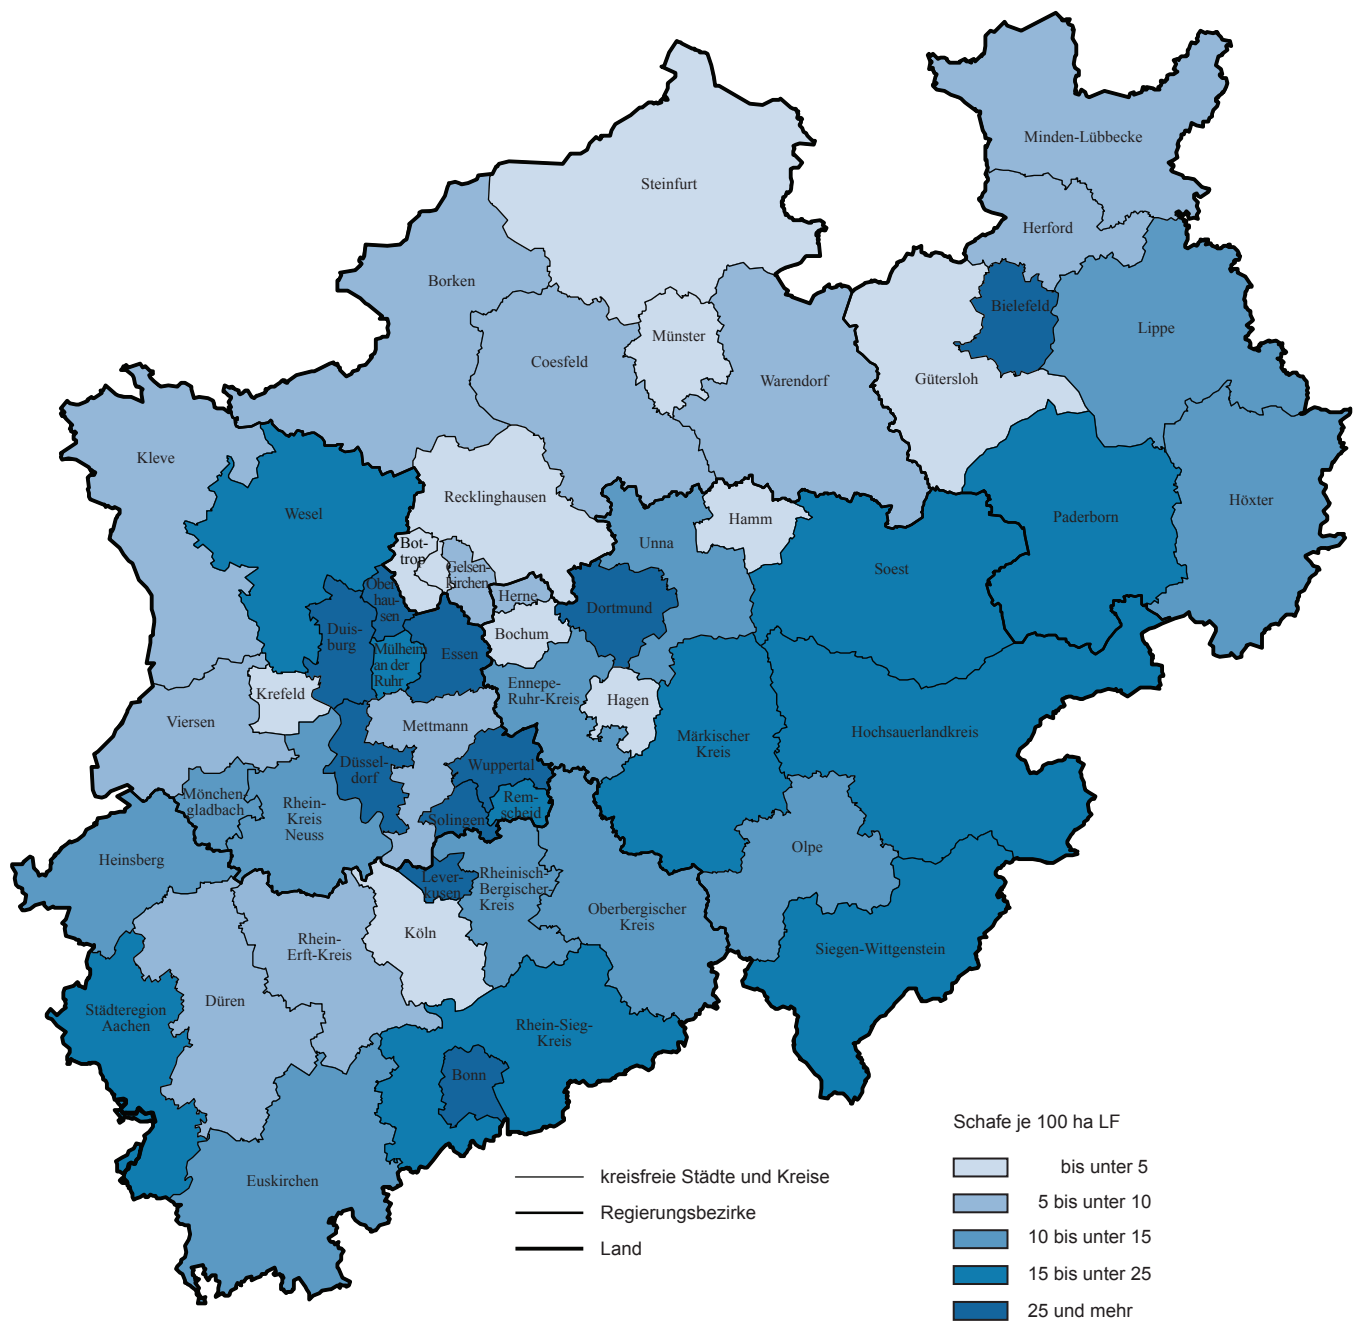 Minden-Lübbecke
Steinfurt
Herford
Borken
Bielefeld
Lippe
Münster
Coesfeld
Warendorf
Gütersloh
Kleve
Recklinghausen
Höxter
Wesel
Hamm
Paderborn
Unna
Bot-
trop
Gelsen-
kirchen
Soest
Ober-
hau-
sen
Herne
Dortmund
Duis-
burg
Bochum
Essen
Mülheim
an der
Ruhr
Krefeld
Ennepe-
Ruhr-Kreis
Hagen
Viersen
Mettmann
Märkischer
Kreis
Hochsauerlandkreis
Düssel-
dorf
Wuppertal
Mönchen-
gladbach
Rhein-
Kreis
Neuss
Rem-
scheid
Solingen
Olpe
Heinsberg
Lever-
kusen
Rheinisch-
Bergischer-
Kreis
Oberbergischer
Kreis
Köln
Rhein-
Erft-Kreis
Siegen-Wittgenstein
Düren
Städteregion
Aachen
Rhein-Sieg-
Kreis
Bonn
Euskirchen
kreisfreie Städte und Kreise
Regierungsbezirke
Land
Schafe je 100 ha LF
bis unter 5
5 bis unter 10
10 bis unter 15
15 bis unter 25
25 und mehr